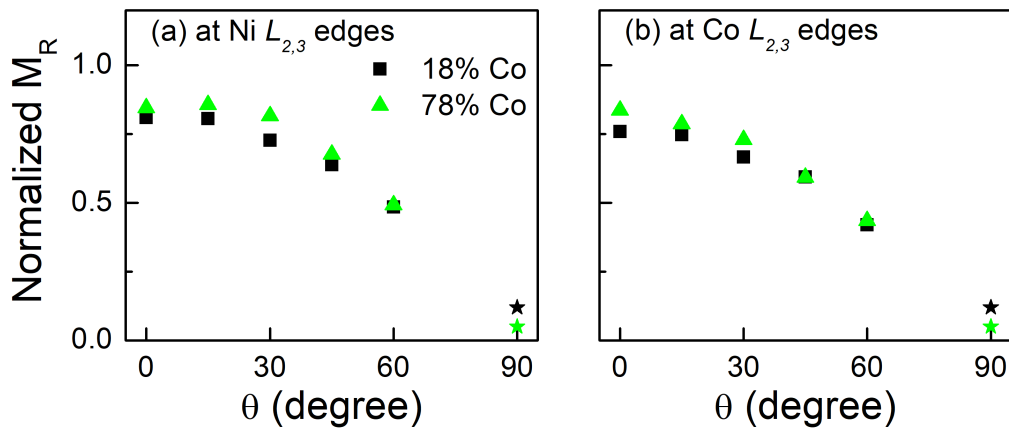 (a) at Ni L2,3 edges
18% Co
78% Co
Normalized M_R
1.0
0.5
0.0
0 30 60 90
θ (degree)
(b) at Co L2,3 edges
0 30 60 90
θ (degree)